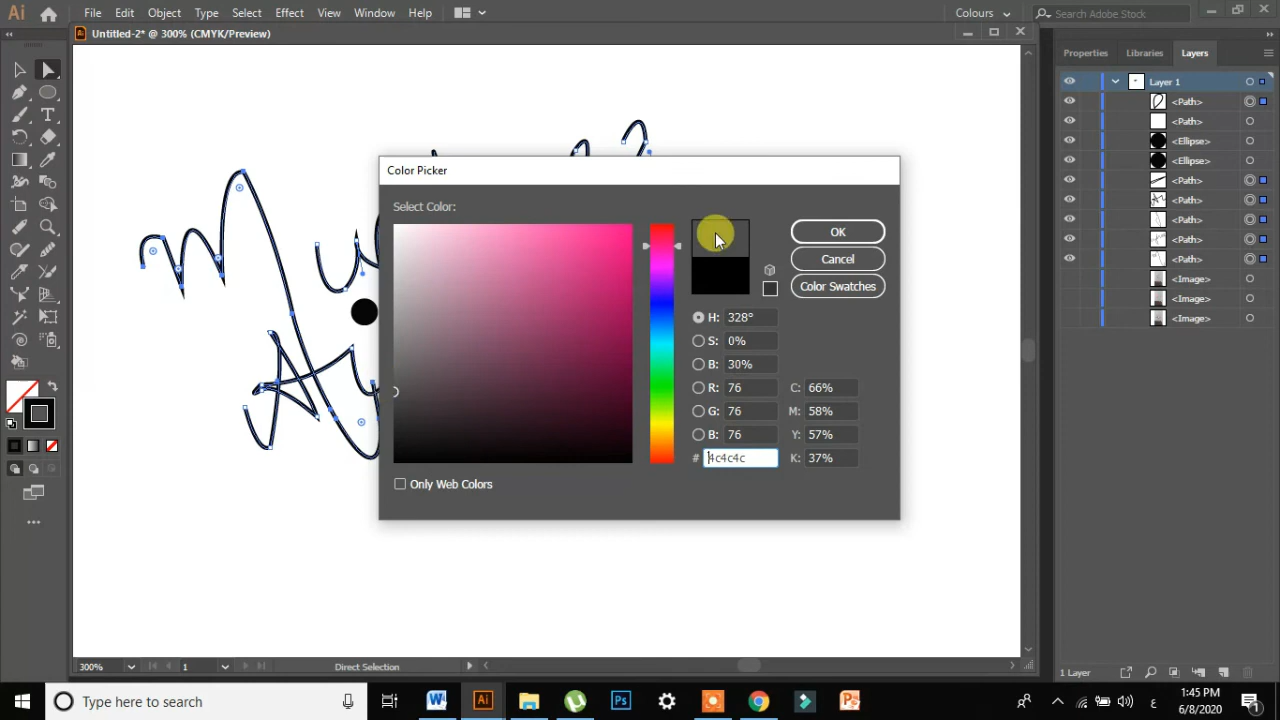 Ai File Edit Object Type Select Effect View Window Help Colours Search Adobe Stock
Untitled-2* @ 300% (CMYK/Preview)
Properties Libraries Layers
Layer 1
<Path>
<Path>
<Ellipse>
<Ellipse>
<Path>
<Path>
<Path>
<Path>
<Path>
<Image>
<Image>
<Image>
Color Picker
Select Color:
OK
Cancel
Color Swatches
H: 328°
S: 0%
B: 30%
R: 76 C: 66%
G: 76 M: 58%
B: 76 Y: 57%
# 4c4c4c K: 37%
Only Web Colors
300% 1 Direct Selection
1 Layer
Type here to search
ع 1:45 PM
6/8/2020